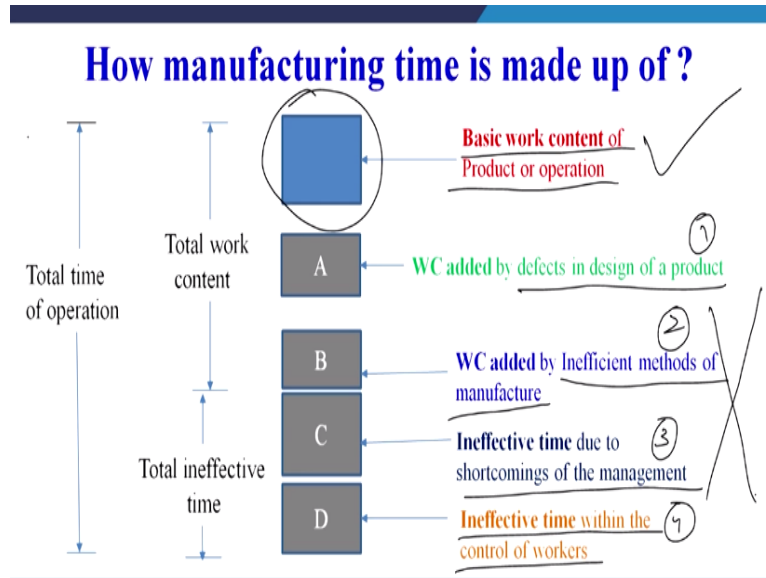 How manufacturing time is made up of ?
Basic work content of
Product or operation
1
Total work
content
A
WC added by defects in design of a product
Total time
of operation
2
B
WC added by Inefficient methods of
manufacture
C
Ineffective time due to
3
shortcomings of the management
Total ineffective
time
D
Ineffective time within the
4
control of workers